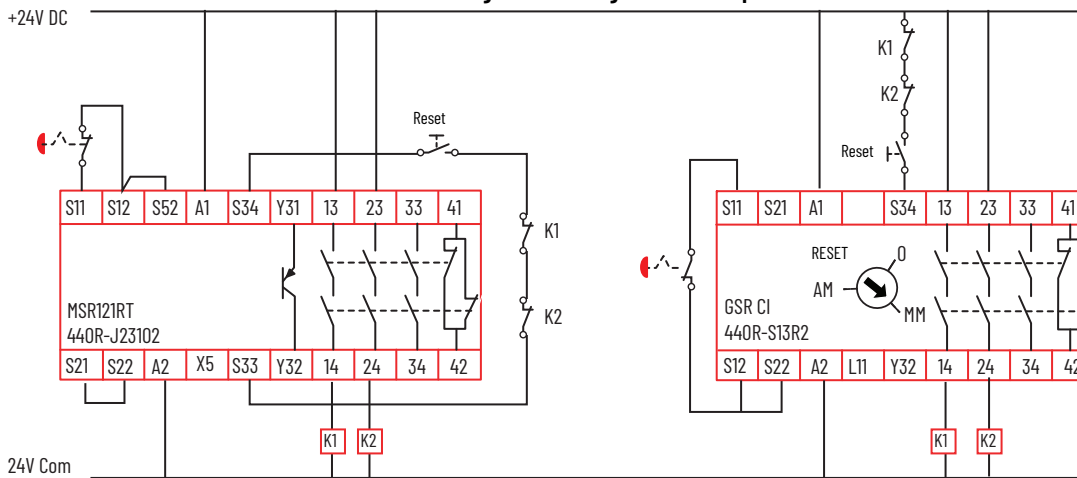 +24V DC
K1
K2
Reset
Reset
S11 S12 S52 A1 S34 Y31 13 23 33 41
K1
K2
MSR121RT
440R-J23102
S21 S22 A2 X5 S33 Y32 14 24 34 42
K1 K2
S11 S21 A1 S34 13 23 33 41
RESET 0
AM
MM
GSR CI
440R-S13R2
S12 S22 A2 L11 Y32 14 24 34 42
K1 K2
24V Com